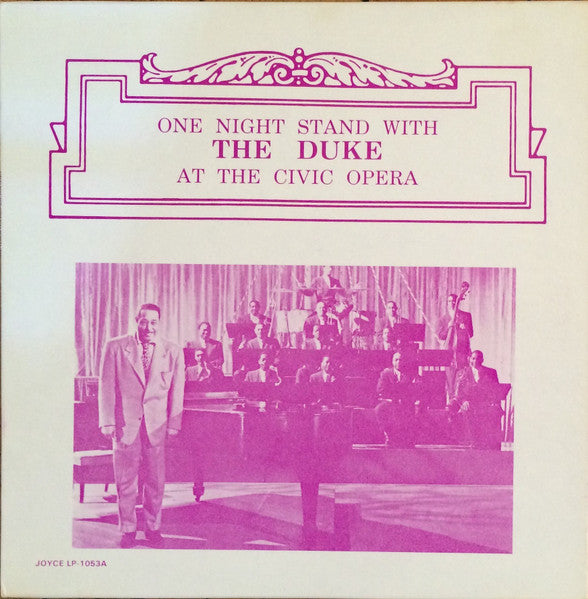 ONE NIGHT STAND WITH
THE DUKE
AT THE CIVIC OPERA
JOYCE LP-1053A